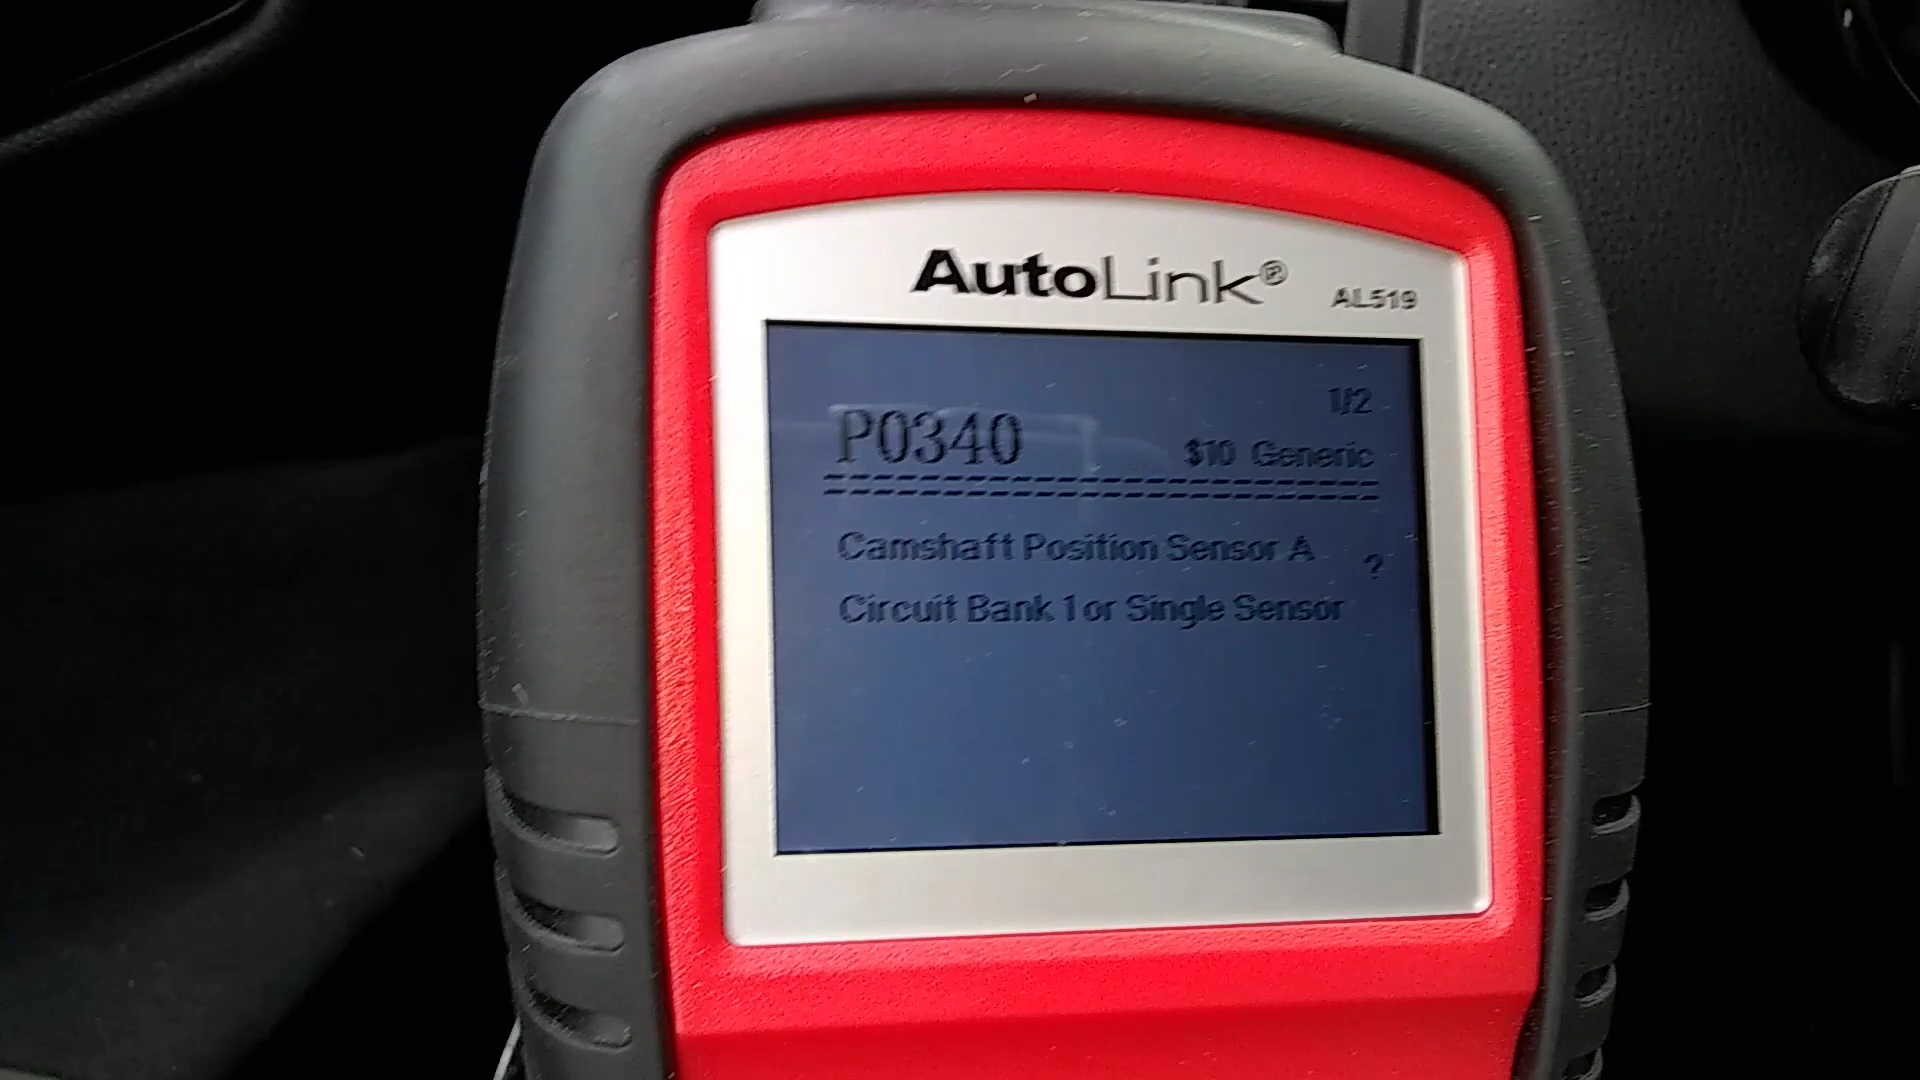 AutoLink®
AL519
1/2
P0340 $10 Generic
Camshaft Position Sensor A
?
Circuit Bank 1 or Single Sensor